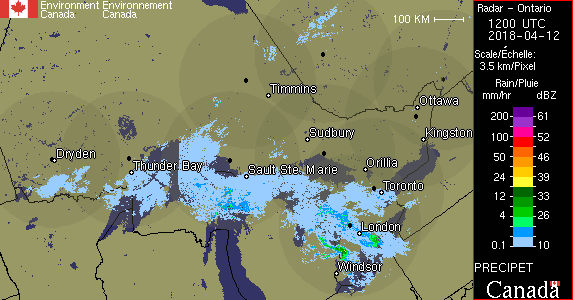 Environment Environnement
Canada Canada
100 KM
Timmins
Ottawa
Sudbury
Kingston
Dryden
Thunder Bay
Sault Ste. Marie
Orillia
Toronto
London
Windsor
Radar - Ontario
1200 UTC
2018-04-12
Scale/Échelle:
3.5 km/Pixel
Rain/Pluie
mm/hr dBZ
200 61
100 52
50 46
24 39
12 34
4 26
0.1 10
PRECIPET
Canada